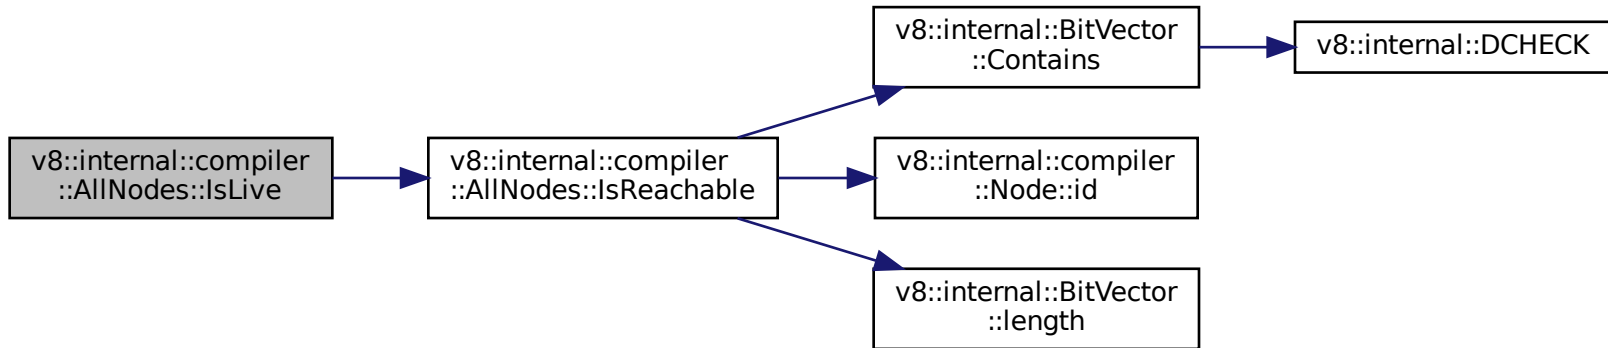 v8::internal::compiler
::AllNodes::IsLive
v8::internal::compiler
::AllNodes::IsReachable
v8::internal::BitVector
::Contains
v8::internal::DCHECK
v8::internal::compiler
::Node::id
v8::internal::BitVector
::length